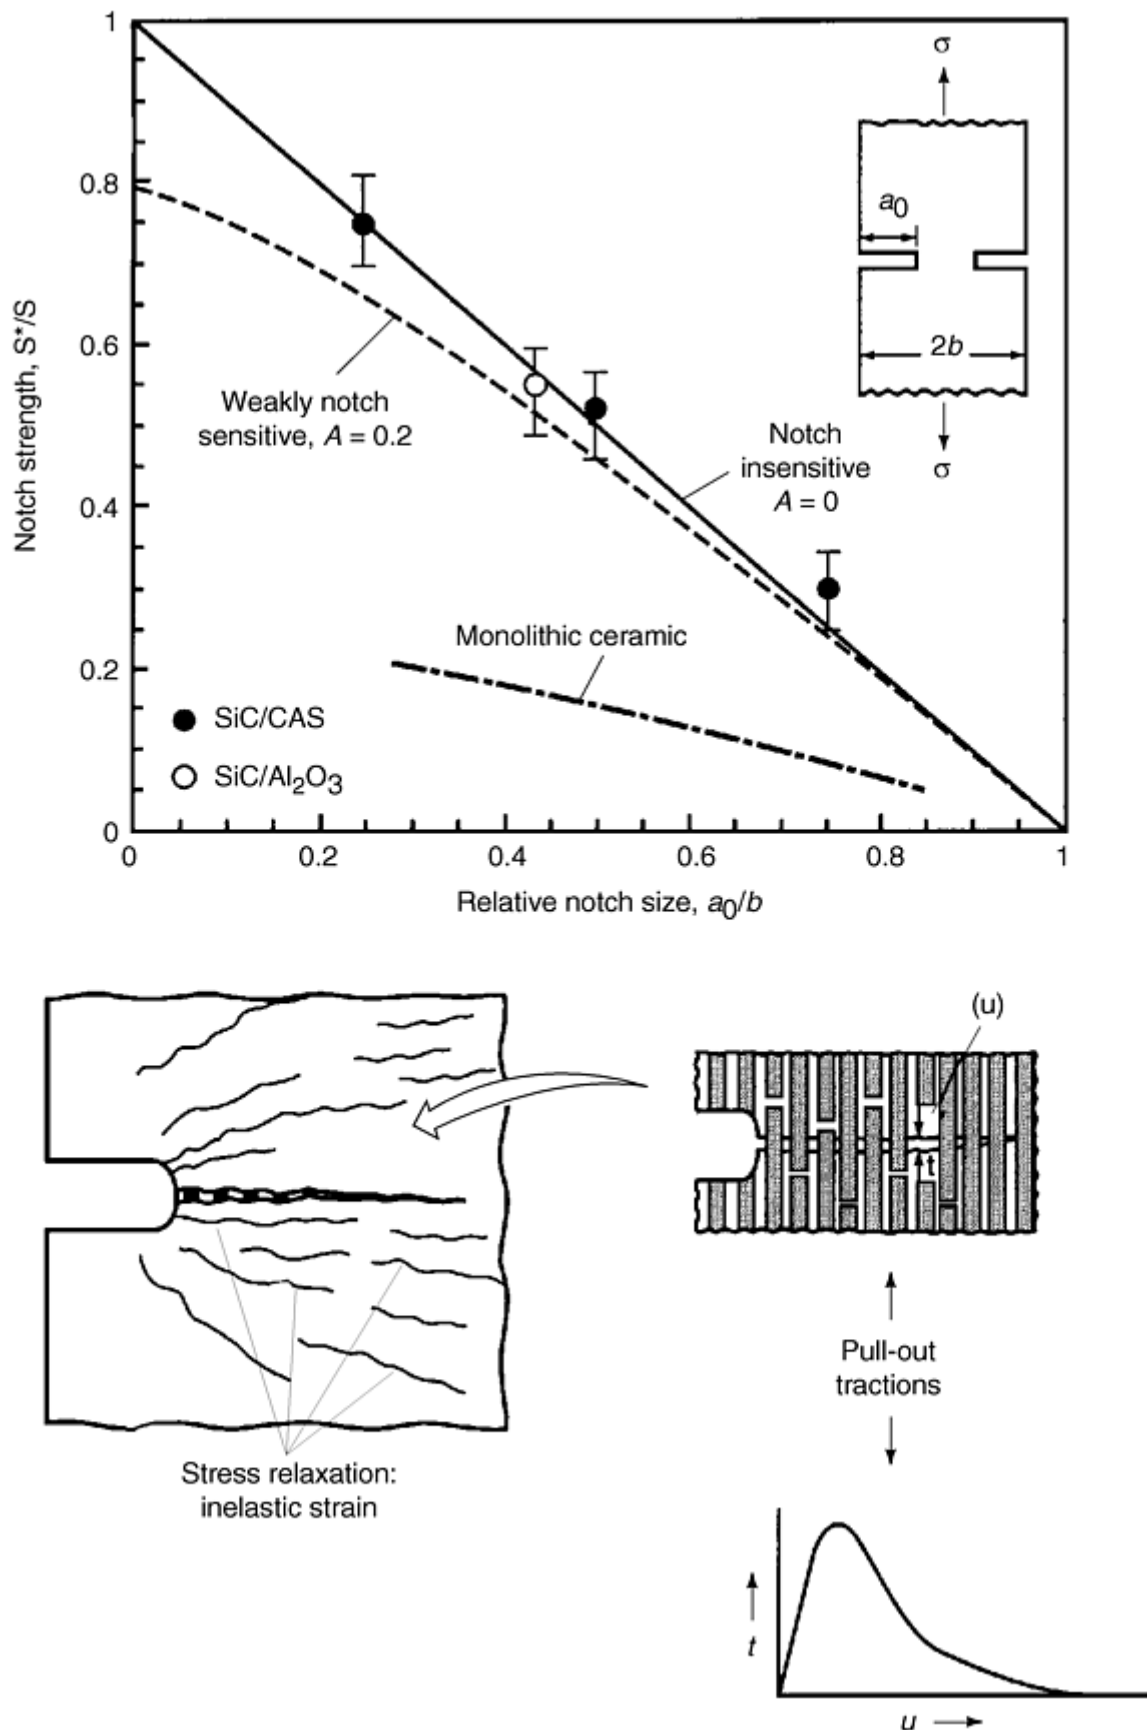 1
0.8
0.6
0.4
0.2
0
Notch strength, S*/S
σ
a0
2b
σ
Weakly notch
sensitive, A = 0.2
Notch
insensitive
A = 0
Monolithic ceramic
SiC/CAS
SiC/Al2O3
0 0.2 0.4 0.6 0.8 1
Relative notch size, a0/b
(u)
t
Pull-out
tractions
Stress relaxation:
inelastic strain
t
u